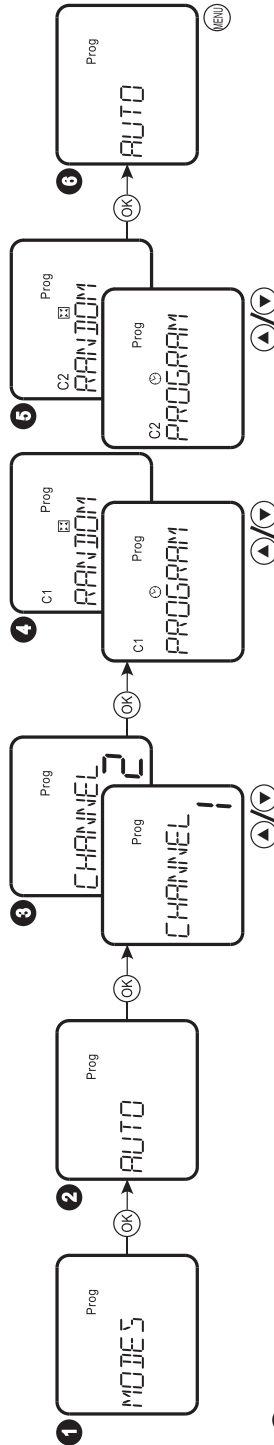 1
Prog
MODES
OK
2
Prog
AUTO
OK
3
Prog
CHANNEL
2
Prog
CHANNEL
1
OK
4
C1 Prog
RANDOM
C1 Prog
PROGRAM
5
C2 Prog
RANDOM
C2 Prog
PROGRAM
OK
6
Prog
AUTO
MENU